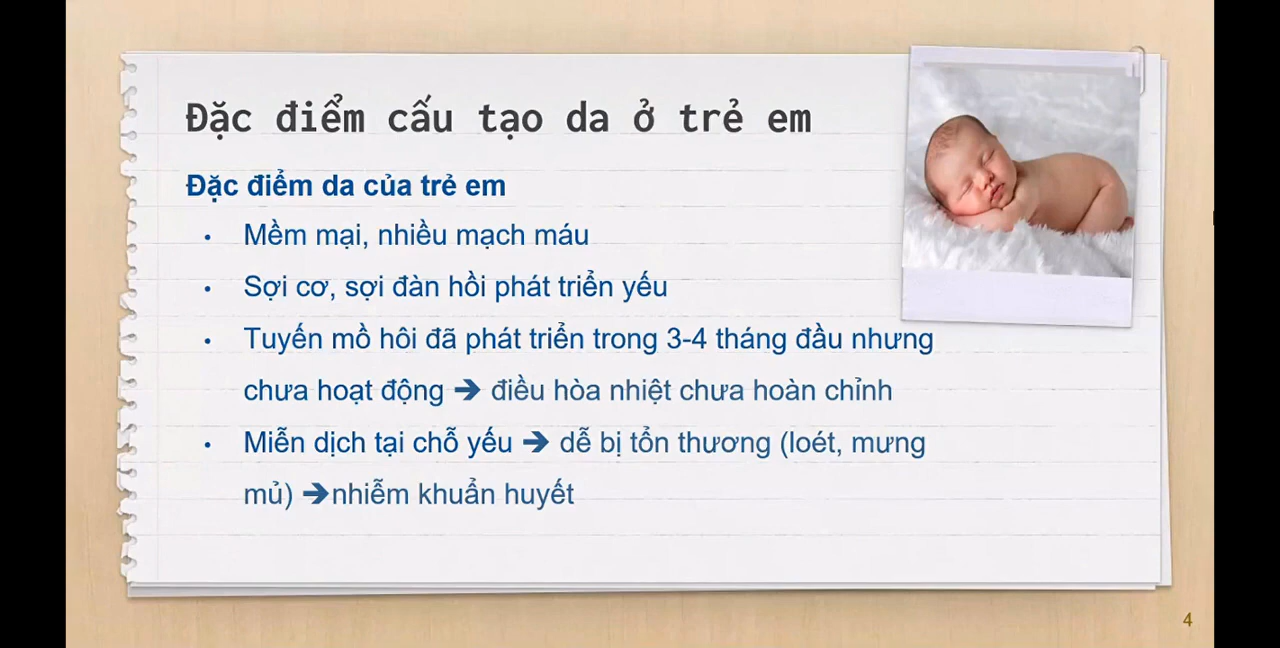 Đặc điểm cấu tạo da ở trẻ em
Đặc điểm da của trẻ em
• Mềm mại, nhiều mạch máu
• Sợi cơ, sợi đàn hồi phát triển yếu
• Tuyến mồ hôi đã phát triển trong 3-4 tháng đầu nhưng
chưa hoạt động ➔ điều hòa nhiệt chưa hoàn chỉnh
• Miễn dịch tại chỗ yếu ➔ dễ bị tổn thương (loét, mưng
mủ) ➔nhiễm khuẩn huyết
4